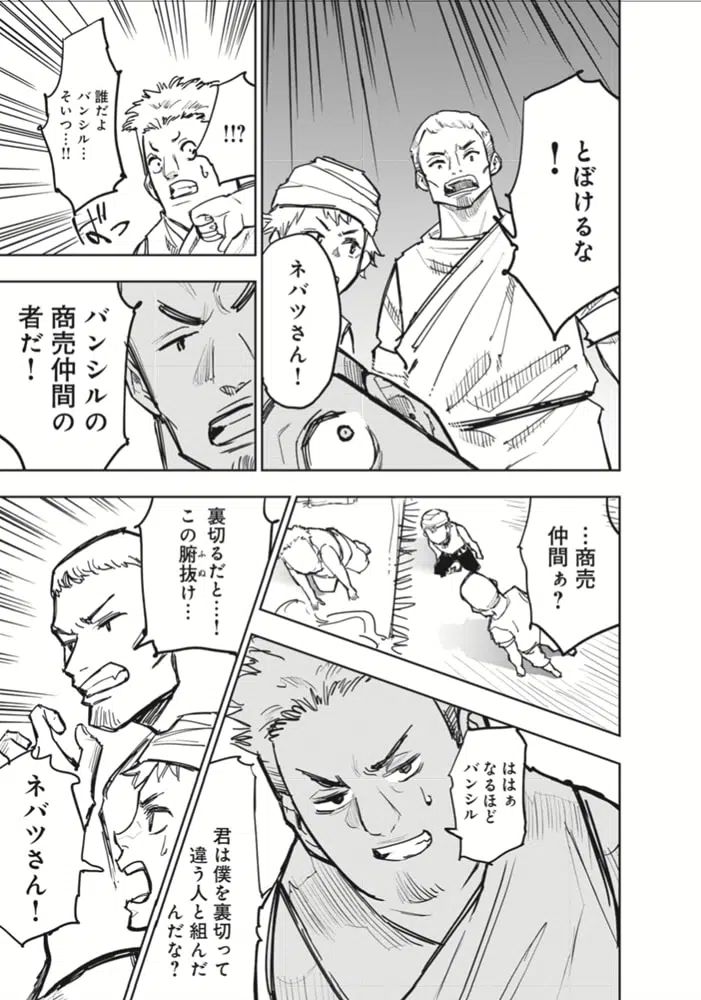 とぼけるな
！
ネバツさん！
!!?
誰だよ
バンシル…
そいつ…!!
ばっ
バンシルの
商売仲間の
者だ！
…商売
仲間ぁ？
ははぁ
なるほど
バンシル
君は僕を裏切って
違う人と組んだ
んだな？
裏切るだと…！
この腑抜け…
ふぬ
ネバツさん！